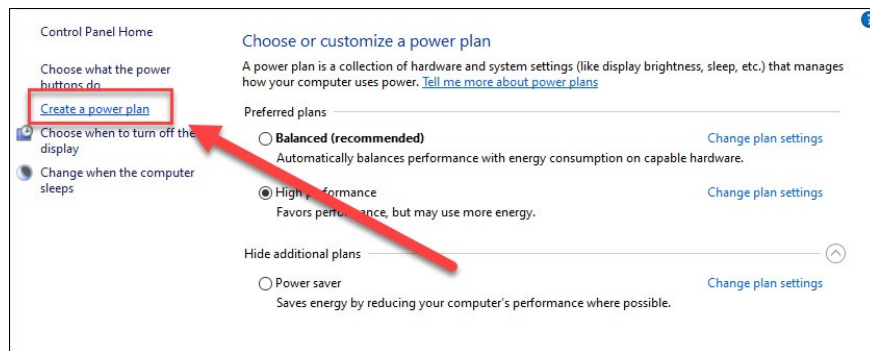 Control Panel Home
Choose what the power
buttons do
Create a power plan
Choose when to turn off the
display
Change when the computer
sleeps
Choose or customize a power plan
A power plan is a collection of hardware and system settings (like display brightness, sleep, etc.) that manages
how your computer uses power. Tell me more about power plans
Preferred plans
Balanced (recommended) Change plan settings
Automatically balances performance with energy consumption on capable hardware.
High performance Change plan settings
Favors performance, but may use more energy.
Hide additional plans
Power saver Change plan settings
Saves energy by reducing your computer's performance where possible.